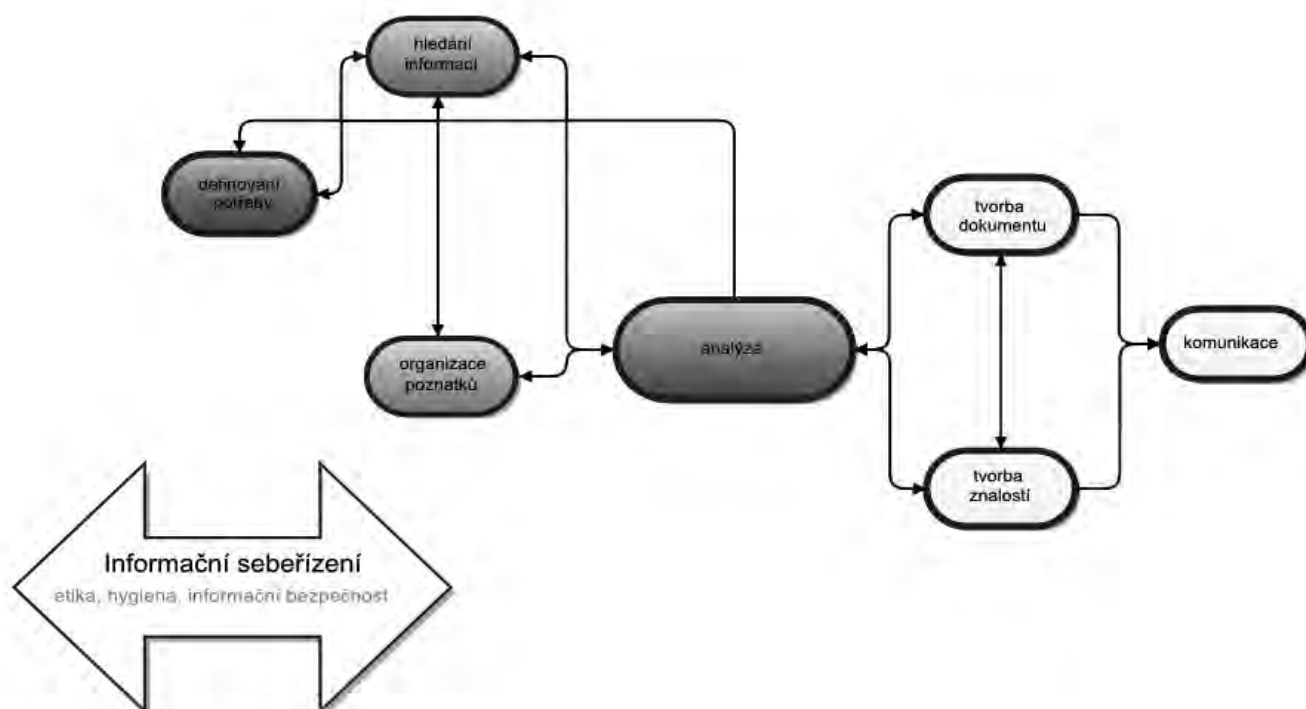 hledání
informací
definování
potřeby
tvorba
dokumentu
analýza
komunikace
organizace
poznatků
tvorba
znalostí
Informační sebeřízení
etika, hygiena, informační bezpečnost